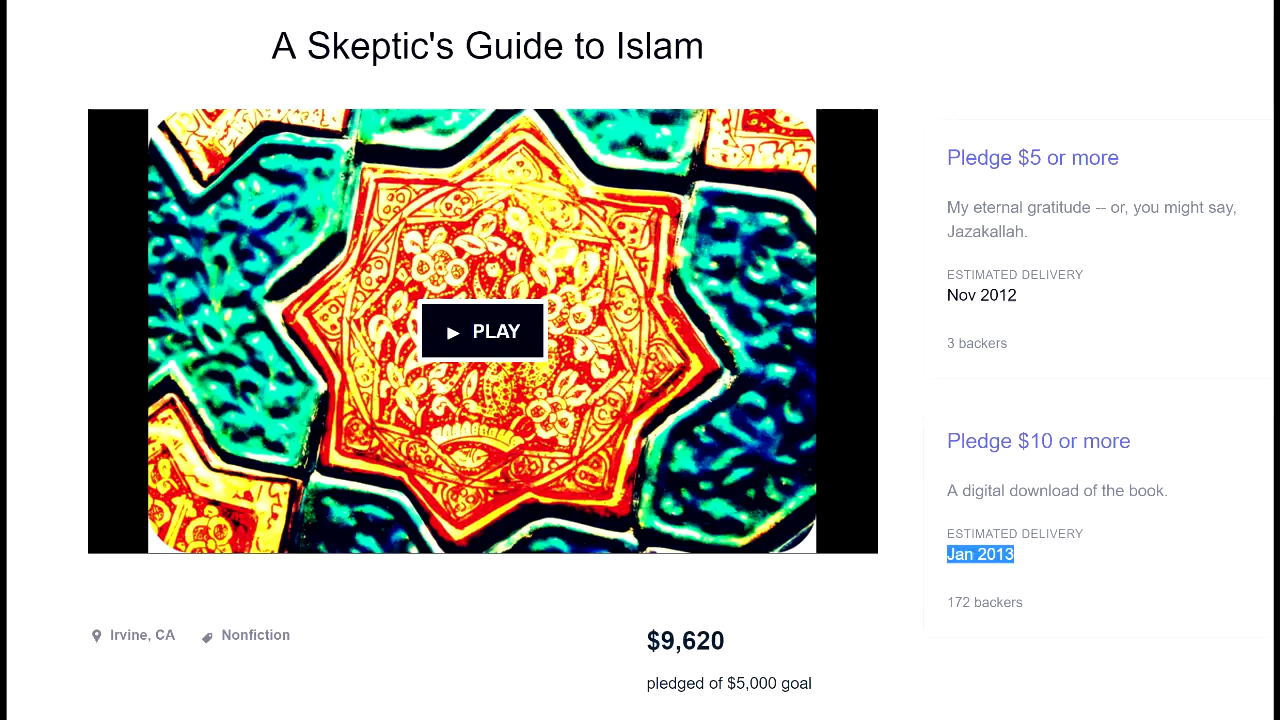 A Skeptic's Guide to Islam
▶ PLAY
Irvine, CA
Nonfiction
$9,620
pledged of $5,000 goal
Pledge $5 or more
My eternal gratitude -- or, you might say,
Jazakallah.
ESTIMATED DELIVERY
Nov 2012
3 backers
Pledge $10 or more
A digital download of the book.
ESTIMATED DELIVERY
Jan 2013
172 backers